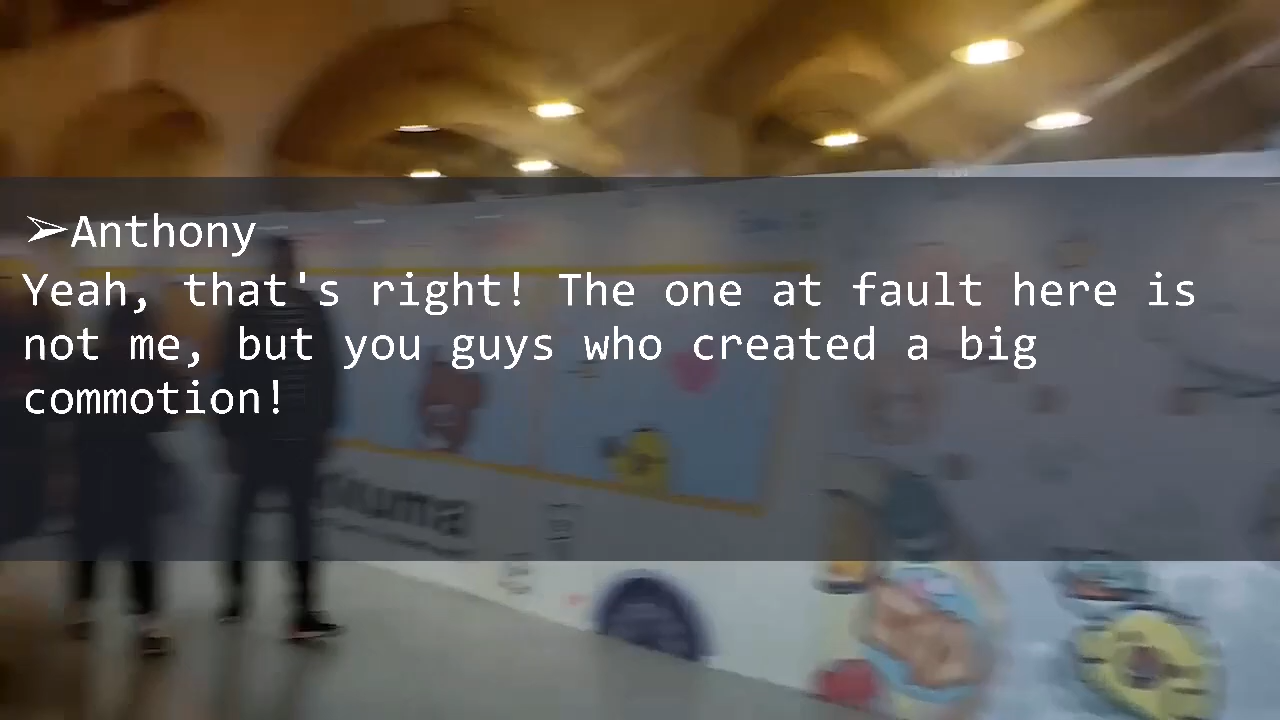 ➢Anthony
Yeah, that's right! The one at fault here is
not me, but you guys who created a big
commotion!